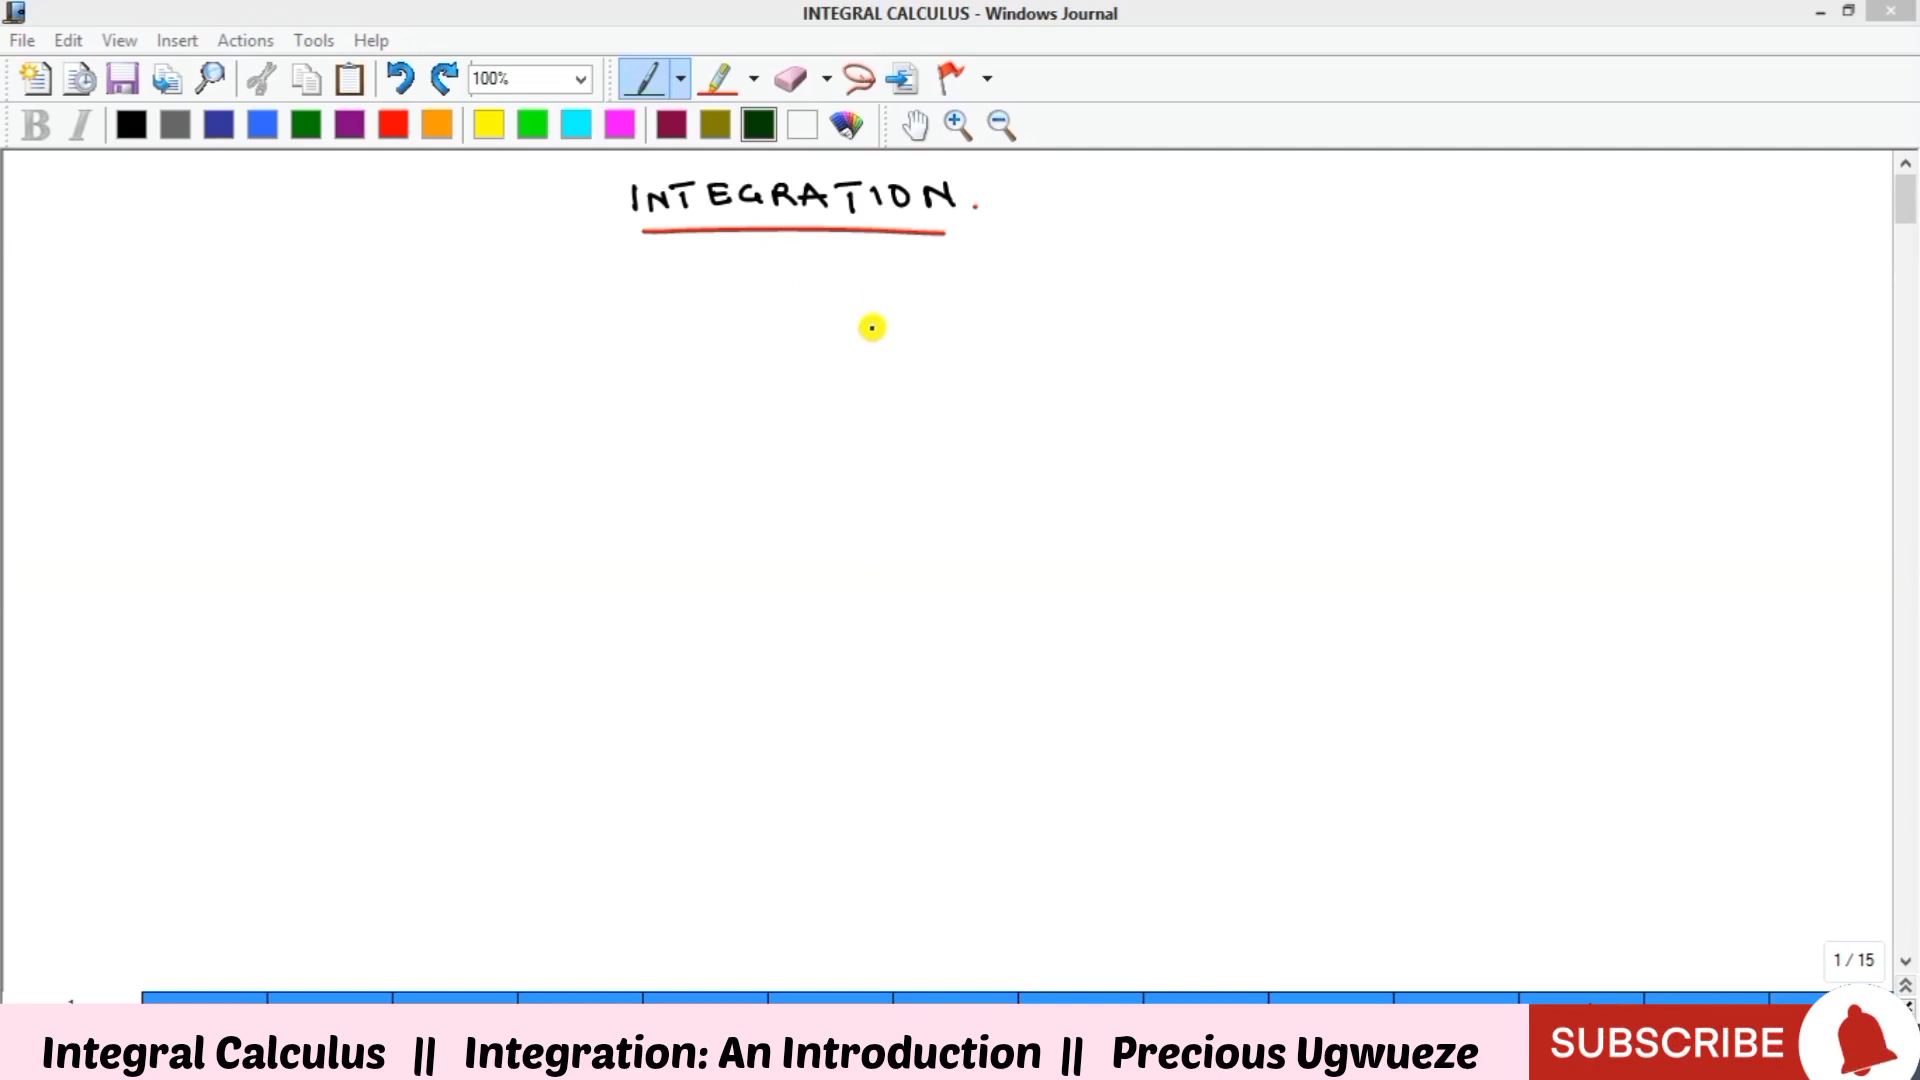 INTEGRAL CALCULUS - Windows Journal
File Edit View Insert Actions Tools Help
100%
B I
INTEGRATION.
1 / 15
Integral Calculus || Integration: An Introduction || Precious Ugwueze
SUBSCRIBE